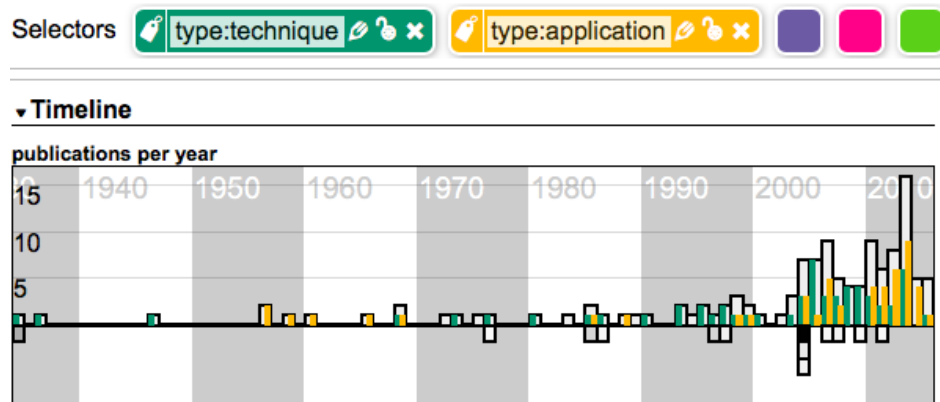 Selectors type:technique type:application
Timeline
publications per year
15 1940 1950 1960 1970 1980 1990 2000
10
5